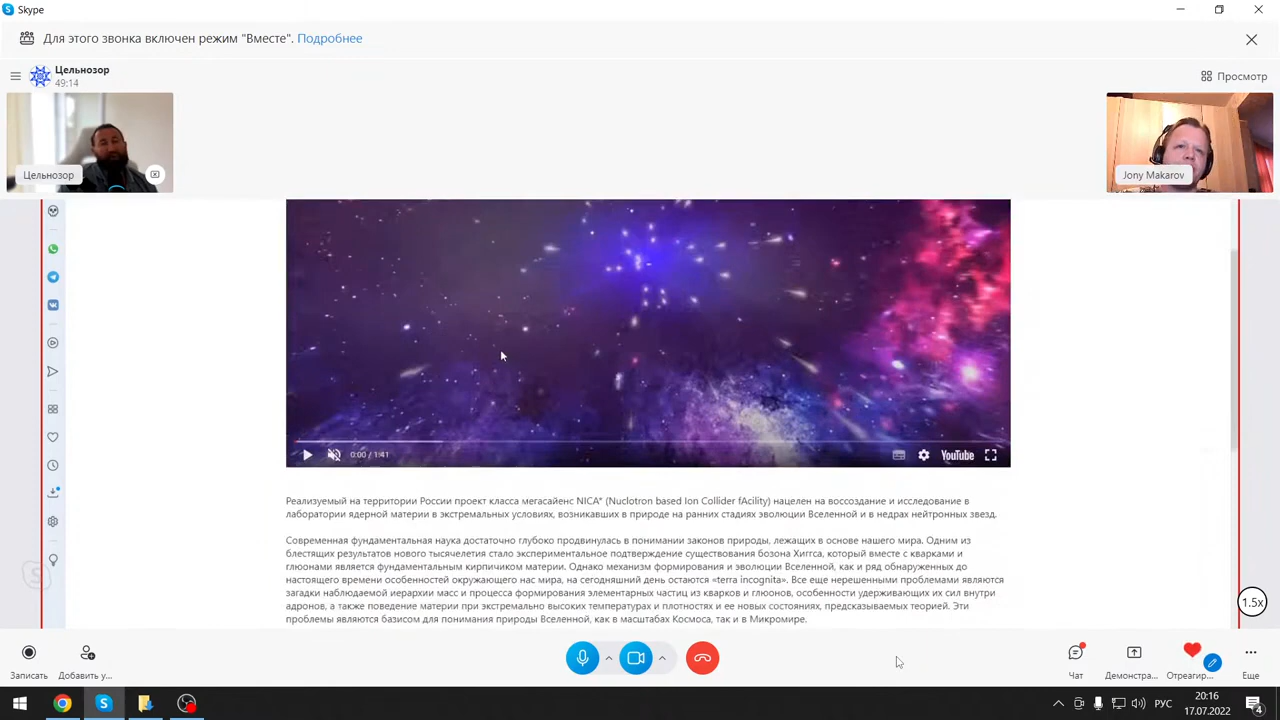 Skype
Для этого звонка включен режим "Вместе". Подробнее
Цельнозор
49:14
Просмотр
Цельнозор
Jony Makarov
0:00 / 1:41
YouTube
Реализуемый на территории России проект класса мегасайенс NICA* (Nuclotron based Ion Collider fAcility) нацелен на воссоздание и исследование в
лаборатории ядерной материи в экстремальных условиях, возникавших в природе на ранних стадиях эволюции Вселенной и в недрах нейтронных звезд.
Современная фундаментальная наука достаточно глубоко продвинулась в понимании законов природы, лежащих в основе нашего мира. Одним из
блестящих результатов нового тысячелетия стало экспериментальное подтверждение существования бозона Хиггса, который вместе с кварками и
глюонами является фундаментальным кирпичиком материи. Однако механизм формирования и эволюции Вселенной, как и ряд обнаруженных до
настоящего времени особенностей окружающего нас мира, на сегодняшний день остаются «terra incognita». Все еще нерешенными проблемами являются
загадки наблюдаемой иерархии масс и процесса формирования элементарных частиц из кварков и глюонов, особенности удерживающих их сил внутри
адронов, а также поведение материи при экстремально высоких температурах и плотностях и ее новых состояниях, предсказываемых теорией. Эти
проблемы являются базисом для понимания природы Вселенной, как в масштабах Космоса, так и в Микромире.
1.5x
Записать
Добавить у...
Чат
Демонстра...
Отреагир...
Еще
РУС
20:16
17.07.2022
4